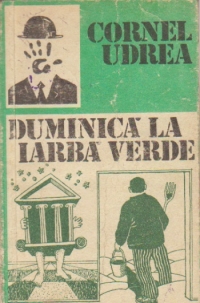 CORNEL
UDREA
DUMINICĂ LA
IARBĂ VERDE